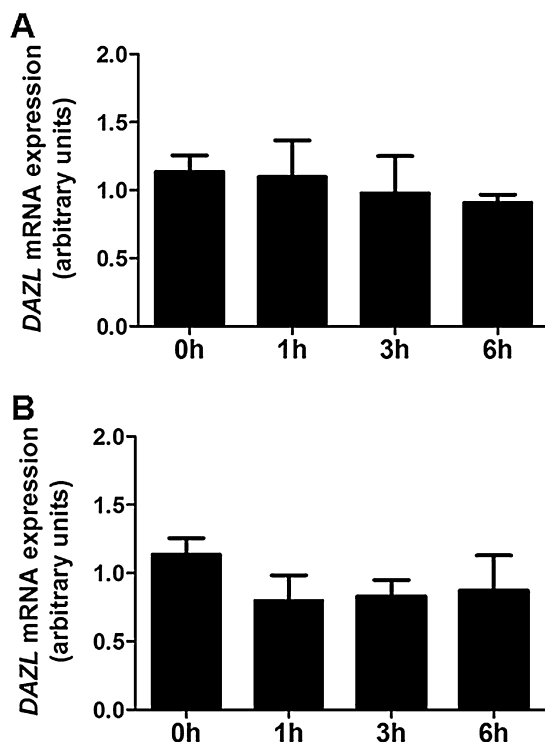 A
DAZL mRNA expression
(arbitrary units)
2.0
1.5
1.0
0.5
0.0
0h 1h 3h 6h
B
DAZL mRNA expression
(arbitrary units)
2.0
1.5
1.0
0.5
0.0
0h 1h 3h 6h